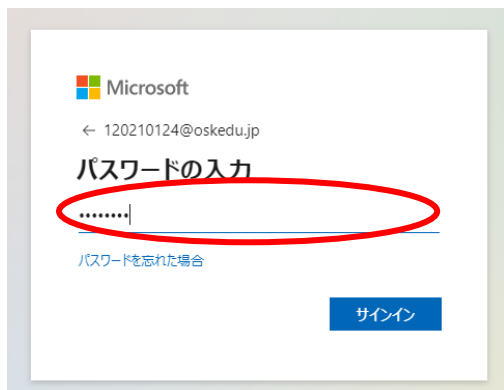 Microsoft
← 120210124@oskedu.jp
パスワードの入力
••••••••
パスワードを忘れた場合
サインイン